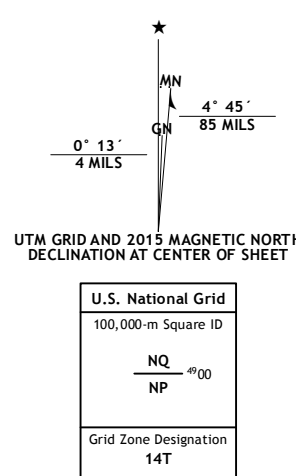 ★
MN
GN
4° 45´
85 MILS
0° 13´
4 MILS
UTM GRID AND 2015 MAGNETIC NORTH
DECLINATION AT CENTER OF SHEET
U.S. National Grid
100,000-m Square ID
NQ
4900
NP
Grid Zone Designation
14T